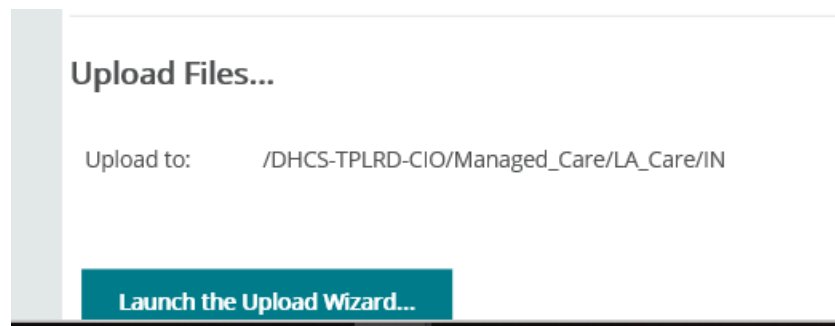 Upload Files...
Upload to: /DHCS-TPLRD-CIO/Managed_Care/LA_Care/IN
Launch the Upload Wizard...